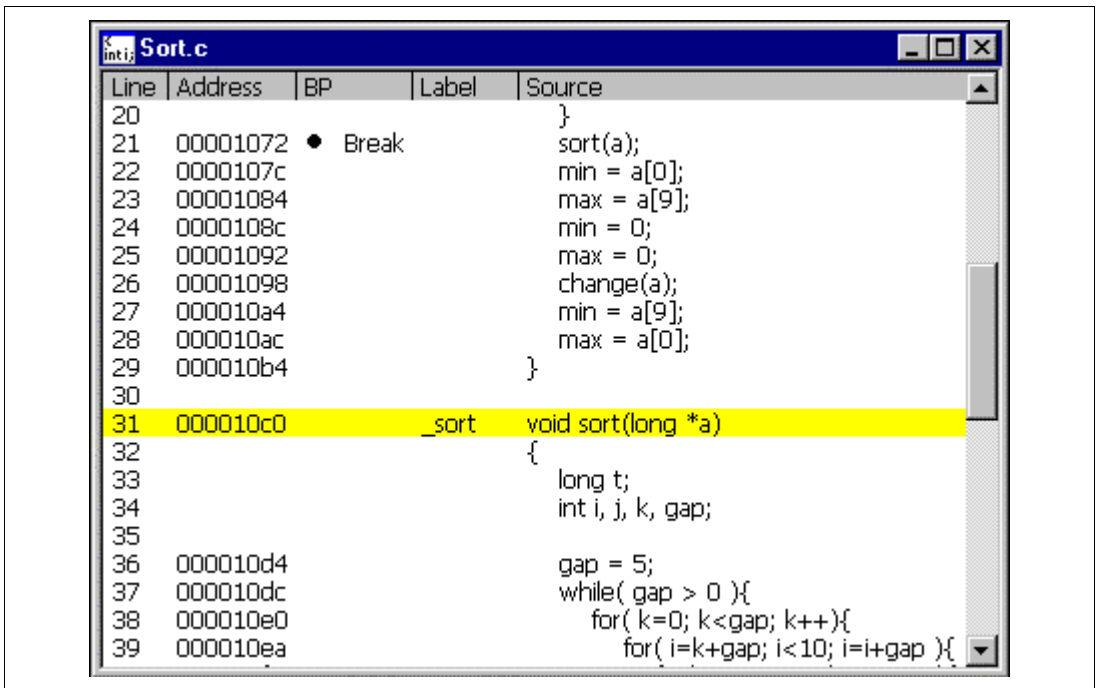 K
int i;
Sort.c
Line Address BP Label Source
20 }
21 00001072 ● Break sort(a);
22 0000107c min = a[0];
23 00001084 max = a[9];
24 0000108c min = 0;
25 00001092 max = 0;
26 00001098 change(a);
27 000010a4 min = a[9];
28 000010ac max = a[0];
29 000010b4 }
30
31 000010c0 _sort void sort(long *a)
32 {
33 long t;
34 int i, j, k, gap;
35
36 000010d4 gap = 5;
37 000010dc while( gap > 0 ){
38 000010e0 for( k=0; k<gap; k++){
39 000010ea for( i=k+gap; i<10; i=i+gap ){